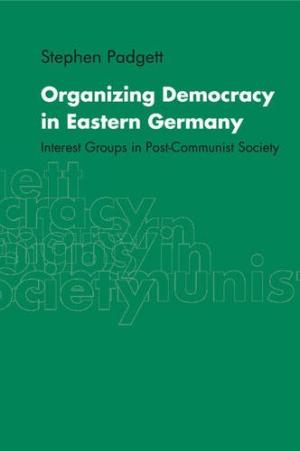 Stephen Padgett
Organizing Democracy
in Eastern Germany
Interest Groups in Post-Communist Society